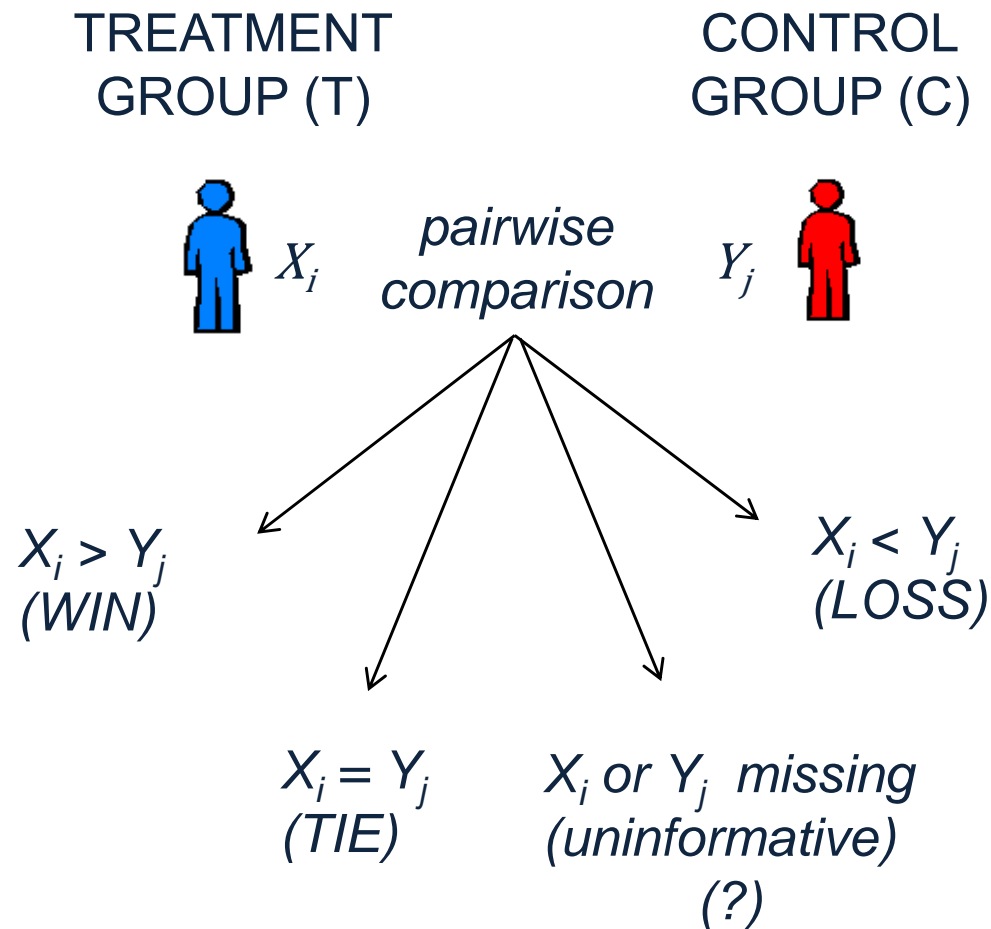 TREATMENT
GROUP (T)
CONTROL
GROUP (C)
Xi
pairwise
comparison
Yj
Xi > Yj
(WIN)
Xi < Yj
(LOSS)
Xi = Yj
(TIE)
Xi or Yj missing
(uninformative)
(?)